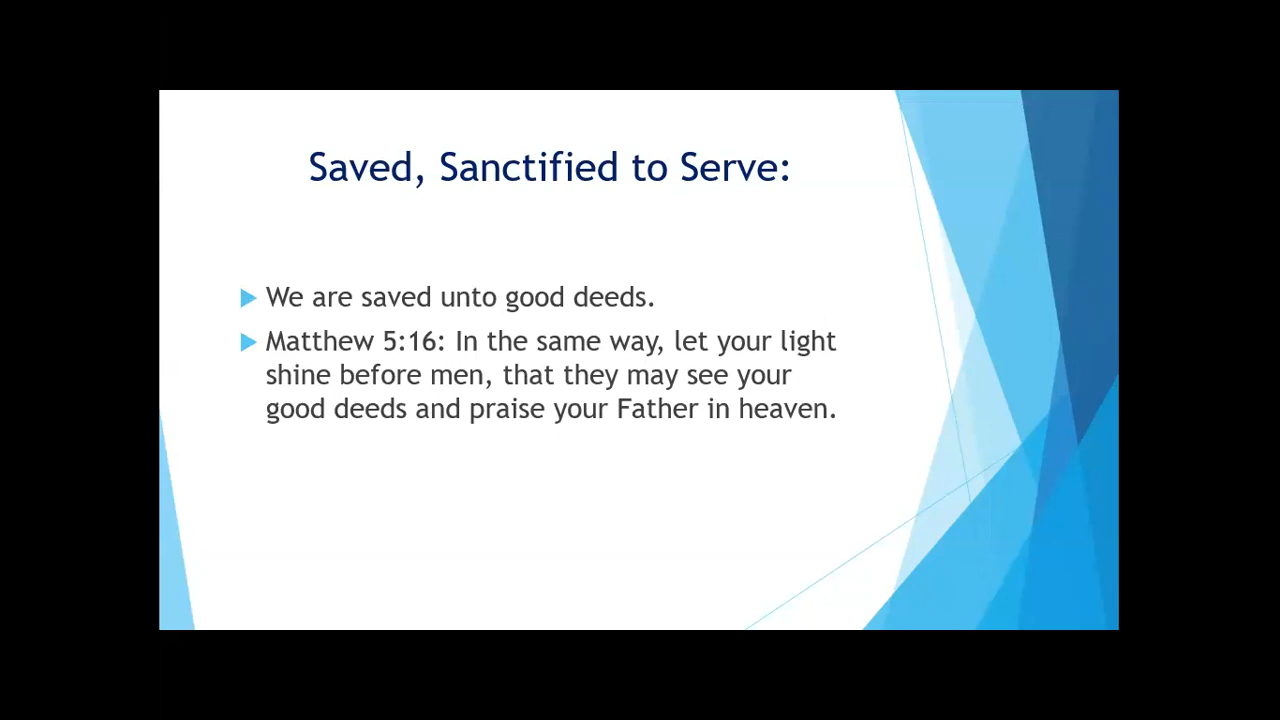 Saved, Sanctified to Serve:
We are saved unto good deeds.
Matthew 5:16: In the same way, let your light
shine before men, that they may see your
good deeds and praise your Father in heaven.